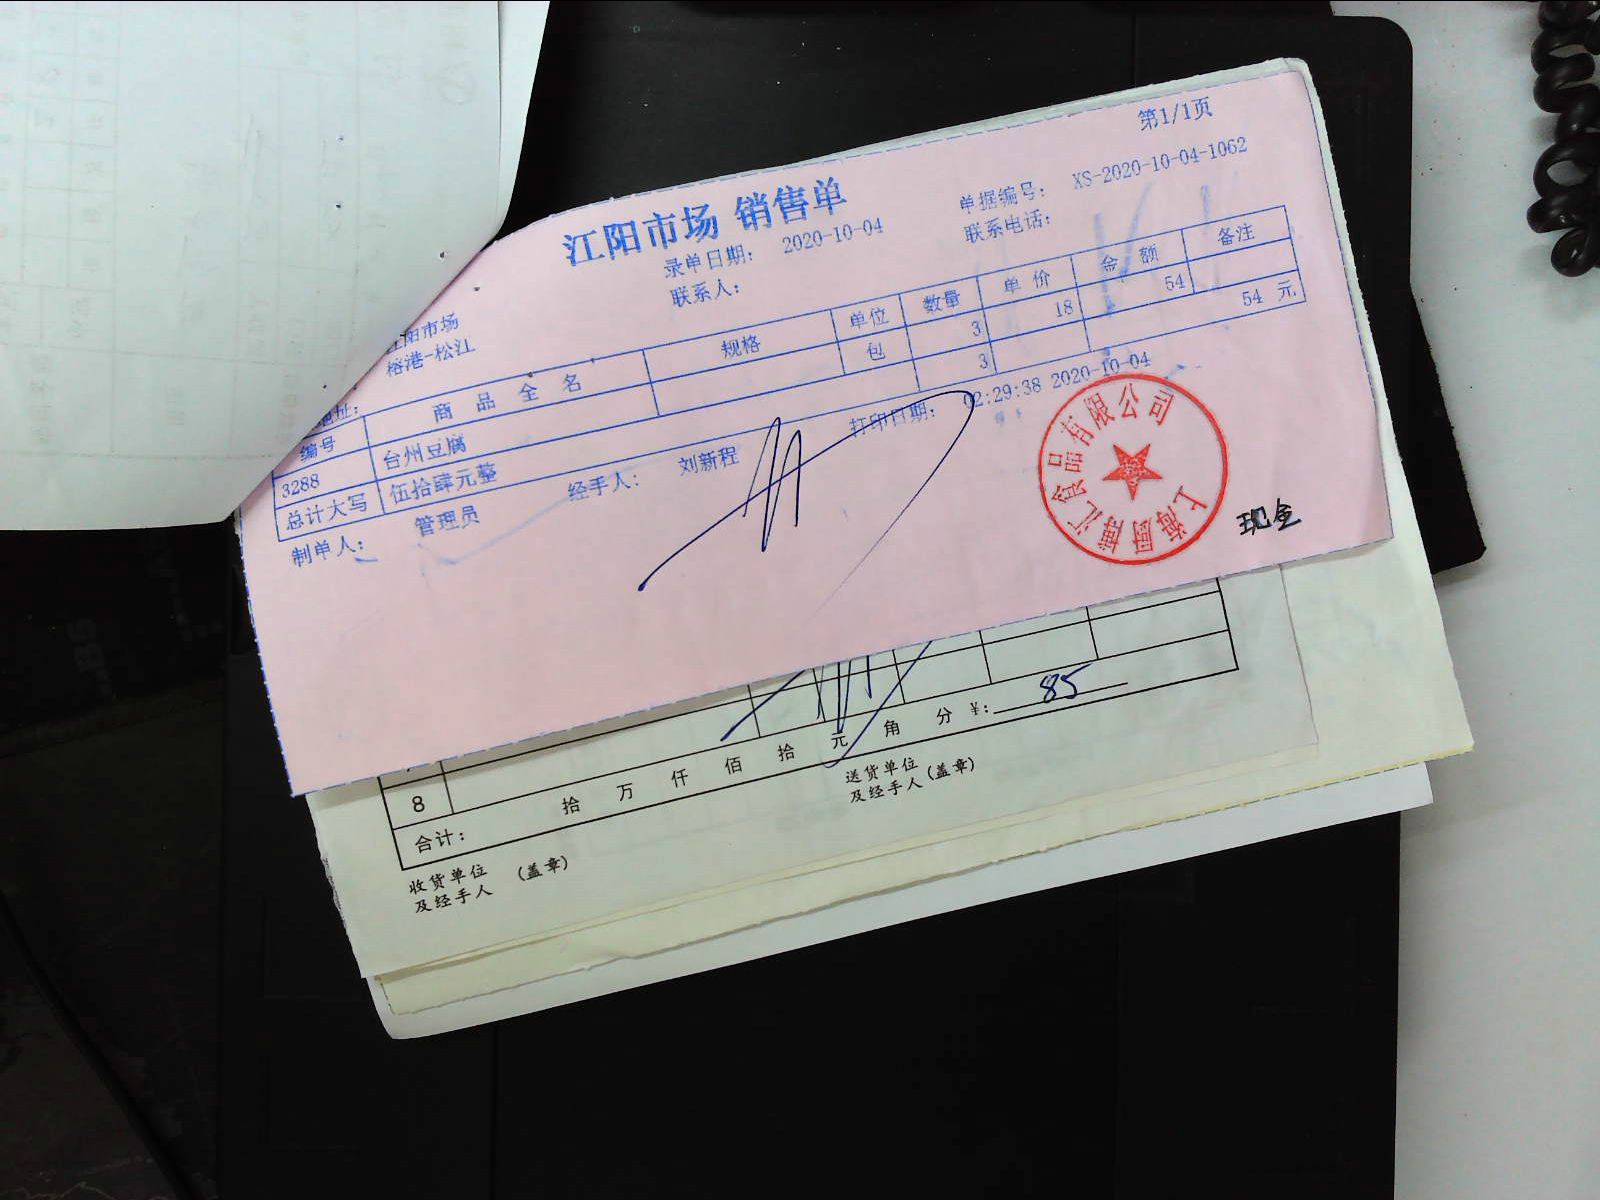 第1/1页
江阳市场 销售单
单据编号： XS-2020-10-04-1062
录单日期： 2020-10-04
联系电话：
联系人：
江阳市场
榕港-松江
地址：
编号 商品全名 规格 单位 数量 单价 金额 备注
3288 台州豆腐 包 3 18 54
总计大写 伍拾肆元整 3 54 元
制单人： 管理员 经手人： 刘新程 打印日期： 02:29:38 2020-10-04
上海厨埔汇食品有限公司
现金
8
合计： 拾 万 仟 佰 拾 元 角 分 ¥: 85
收货单位
及经手人 （盖章）
送货单位
及经手人（盖章）